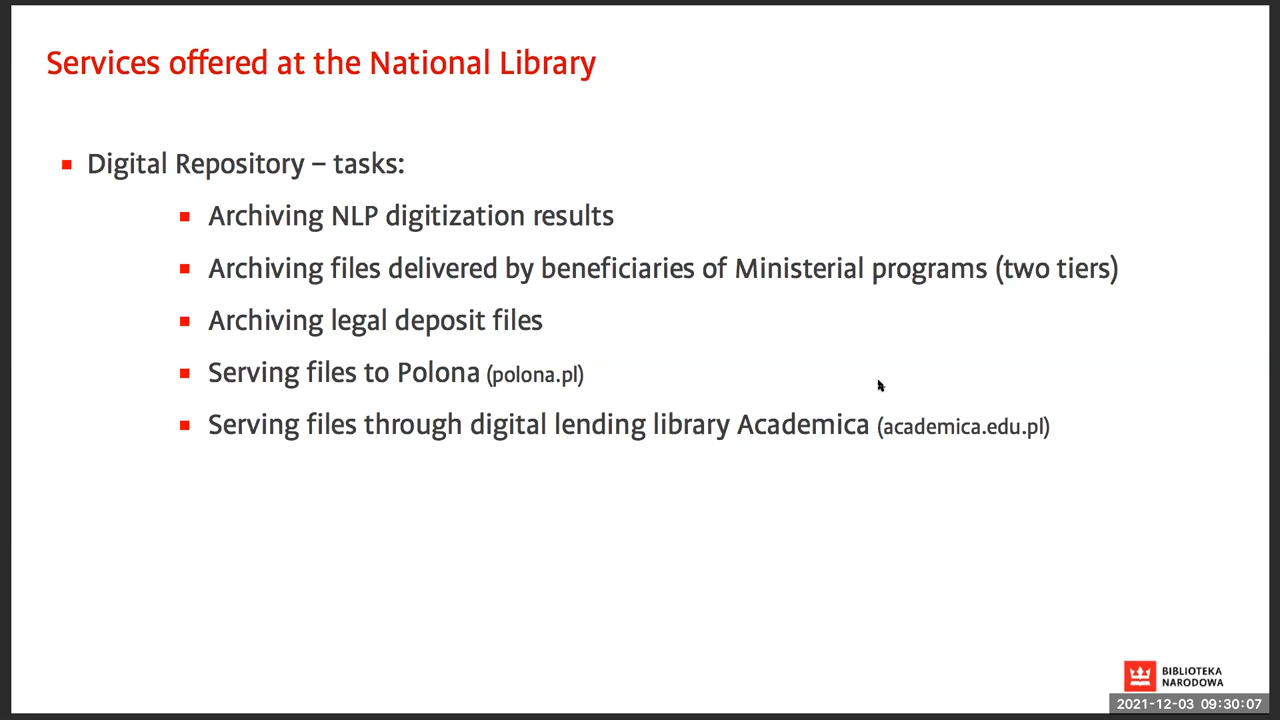 Services offered at the National Library
Digital Repository – tasks:
Archiving NLP digitization results
Archiving files delivered by beneficiaries of Ministerial programs (two tiers)
Archiving legal deposit files
Serving files to Polona (polona.pl)
Serving files through digital lending library Academica (academica.edu.pl)
BIBLIOTEKA
NARODOWA
2021-12-03 09:30:07